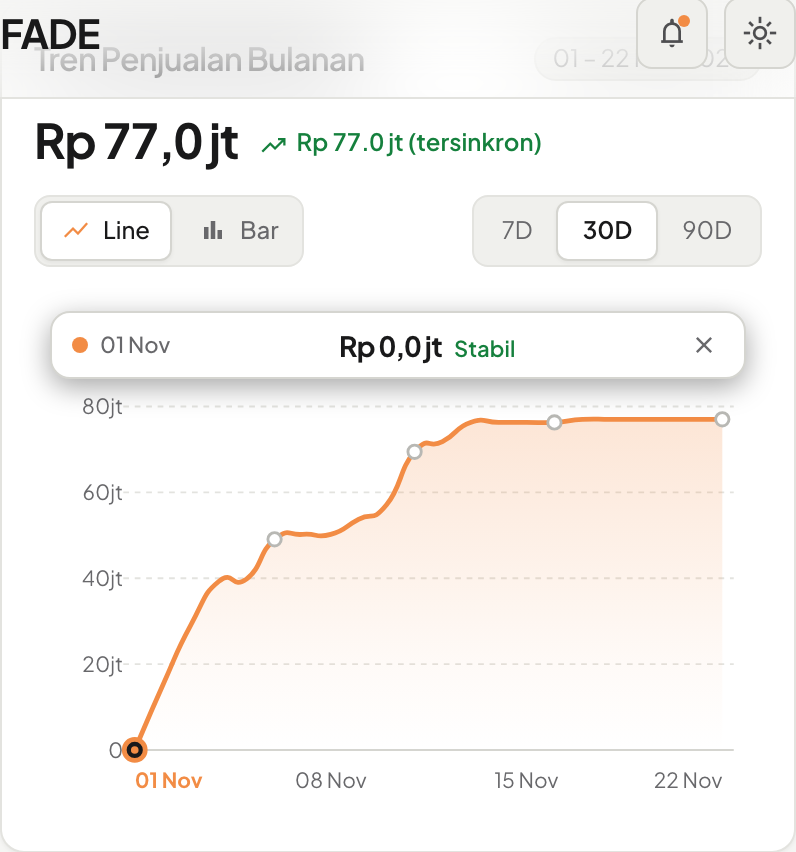 FADE
Tren Penjualan Bulanan
01 – 22
Rp 77,0 jt
Rp 77.0 jt (tersinkron)
Line
Bar
7D
30D
90D
01 Nov
Rp 0,0 jt
Stabil
80jt
60jt
40jt
20jt
0
01 Nov
08 Nov
15 Nov
22 Nov